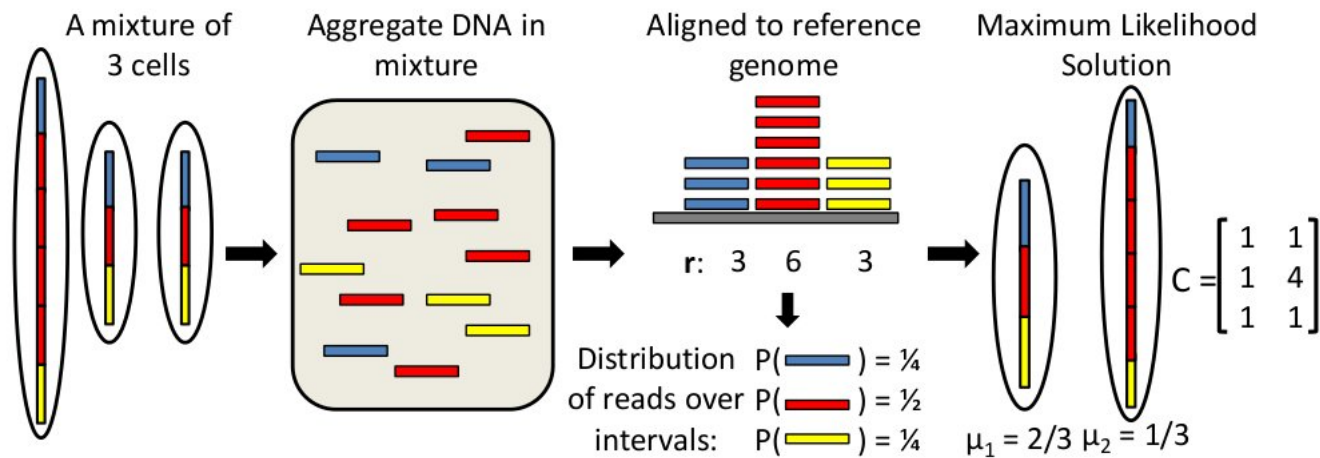 A mixture of
3 cells
Aggregate DNA in
mixture
Aligned to reference
genome
Maximum Likelihood
Solution
r: 3 6 3
Distribution P( ) = ¼
of reads over P( ) = ½
intervals: P( ) = ¼
C = [
1 1
1 4
1 1
]
μ₁ = 2/3 μ₂ = 1/3